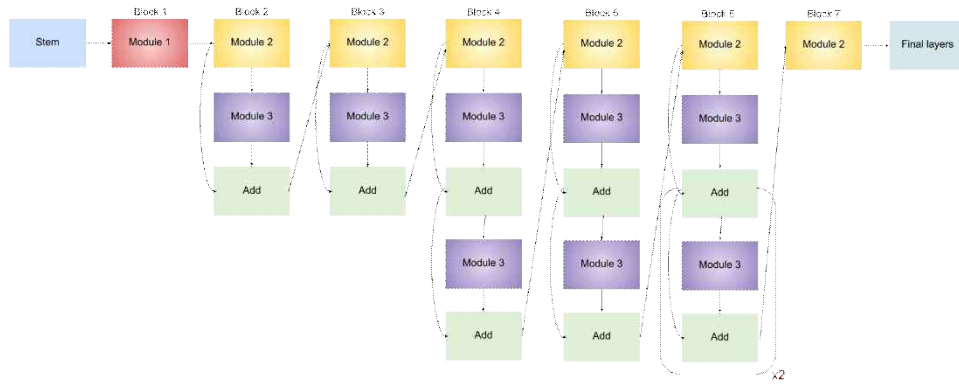 Block 1 Block 2 Block 3 Block 4 Block 5 Block 6 Block 7
Stem Module 1 Module 2 Module 2 Module 2 Module 2 Module 2 Module 2 Final layers
Module 3 Module 3 Module 3 Module 3 Module 3
Add Add Add Add Add
Module 3 Module 3 Module 3
Add Add Add
x2